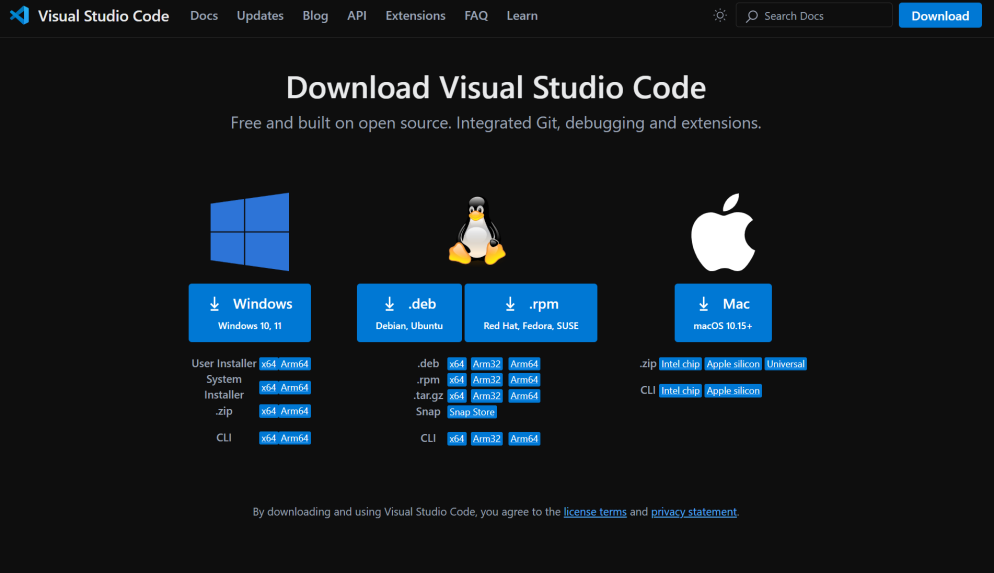 Visual Studio Code Docs Updates Blog API Extensions FAQ Learn Search Docs Download
Download Visual Studio Code
Free and built on open source. Integrated Git, debugging and extensions.
Windows
Windows 10, 11
User Installer x64 Arm64
System
Installer x64 Arm64
.zip x64 Arm64
CLI x64 Arm64
.deb
Debian, Ubuntu
.rpm
Red Hat, Fedora, SUSE
.deb x64 Arm32 Arm64
.rpm x64 Arm32 Arm64
.tar.gz x64 Arm32 Arm64
Snap Snap Store
CLI x64 Arm32 Arm64
Mac
macOS 10.15+
.zip Intel chip Apple silicon Universal
CLI Intel chip Apple silicon
By downloading and using Visual Studio Code, you agree to the license terms and privacy statement.